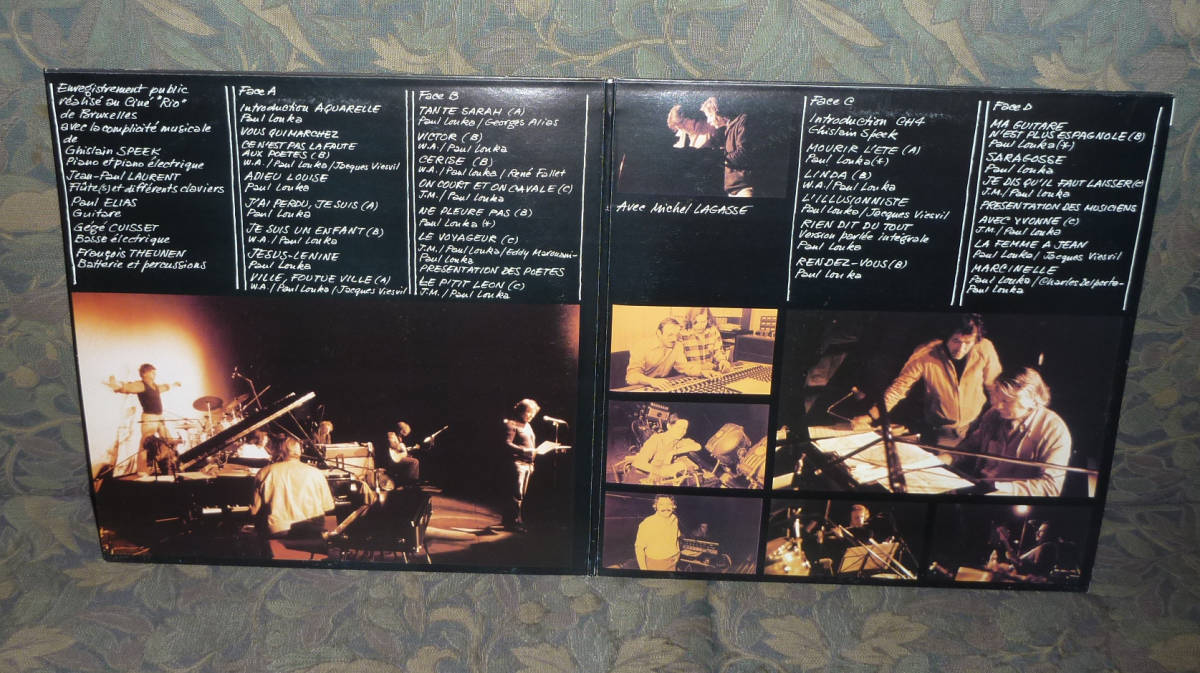 Enregistrement public
réalisé au Ciné "Rio"
de Bruxelles
avec la complicité musicale
de
Ghislain SPEEK
Piano et piano électrique
Jean-Paul LAURENT
Flûte(s) et différents claviers
Paul ELIAS
Guitare
Gégé CUISSET
Basse électrique
François THEUNEN
Batterie et percussions
Face A
Introduction AQUARELLE
Paul Louka
VOUS QUI MARCHEZ
CE N'EST PAS LA FAUTE
AUX POETES (B)
W.A./Paul Louka/Jacques Viesvil
ADIEU LOUISE
Paul Louka
J'AI PERDU, JE SUIS (A)
Paul Louka
JE SUIS UN ENFANT (B)
W.A./Paul Louka
JESUS-LENINE
Paul Louka
VILLE, FOUTUE VILLE (A)
W.A./Paul Louka/Jacques Viesvil
Face B
TANTE SARAH (A)
Paul Louka/Georges Alias
VICTOR (B)
W.A./Paul Louka
CERISE (B)
W.A./Paul Louka/René Fallet
ON COURT ET ON CAVALE (C)
J.M./Paul Louka
NE PLEURE PAS (B)
Paul Louka (*)
LE VOYAGEUR (C)
J.M./Paul Louka/Eddy Marouani-
Paul Louka
PRESENTATION DES POETES
LE P'TIT LEON (C)
J.M./Paul Louka
Avec Michel LAGASSE
Face C
Introduction CH4
Ghislain Speek
MOURIR L'ETE (A)
Paul Louka (*)
LINDA (B)
W.A./Paul Louka
L'ILLUSIONNISTE
Paul Louka/Jacques Viesvil
RIEN DIT DU TOUT
Version parlée intégrale
Paul Louka
RENDEZ-VOUS (B)
Paul Louka
Face D
MA GUITARE
N'EST PLUS ESPAGNOLE (B)
Paul Louka (*)
SARAGOSSE
Paul Louka
JE DIS QU'IL FAUT LAISSER (C)
J.M./Paul Louka
PRESENTATION DES MUSICIENS
AVEC YVONNE (C)
J.M./Paul Louka
LA FEMME A JEAN
Paul Louka/Jacques Viesvil
MARCINELLE
Paul Louka/Charles Delporte-
Paul Louka